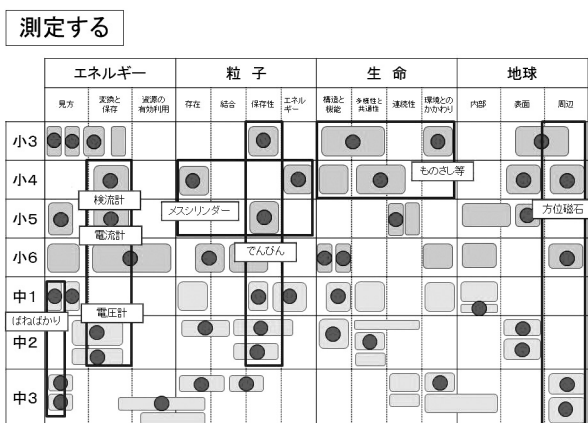 測定する
エネルギー 粒子 生命 地球
見方 変換と保存 資源の有効利用 存在 結合 保存性 エネルギー 構造と機能 多様性と共通性 連続性 環境とのかかわり 内部 表面 周辺
小3
小4
ものさし等
検流計
メスシリンダー
方位磁石
小5
電流計
小6
てんびん
中1
電圧計
ばねばかり
中2
中3